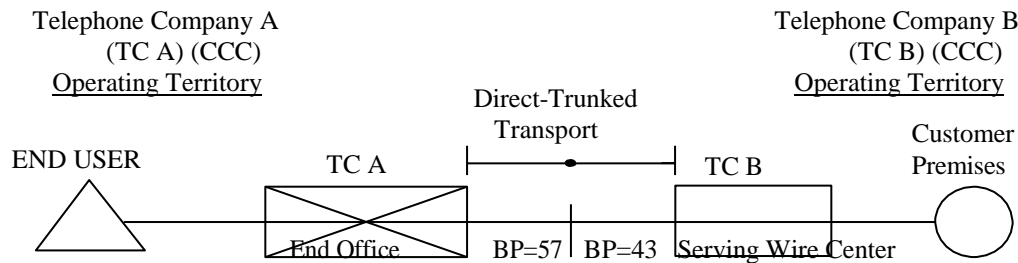 Telephone Company A
(TC A) (CCC)
Operating Territory
Telephone Company B
(TC B) (CCC)
Operating Territory
Direct-Trunked
Transport
Customer
Premises
END USER
TC A
TC B
End Office
BP=57
BP=43
Serving Wire Center